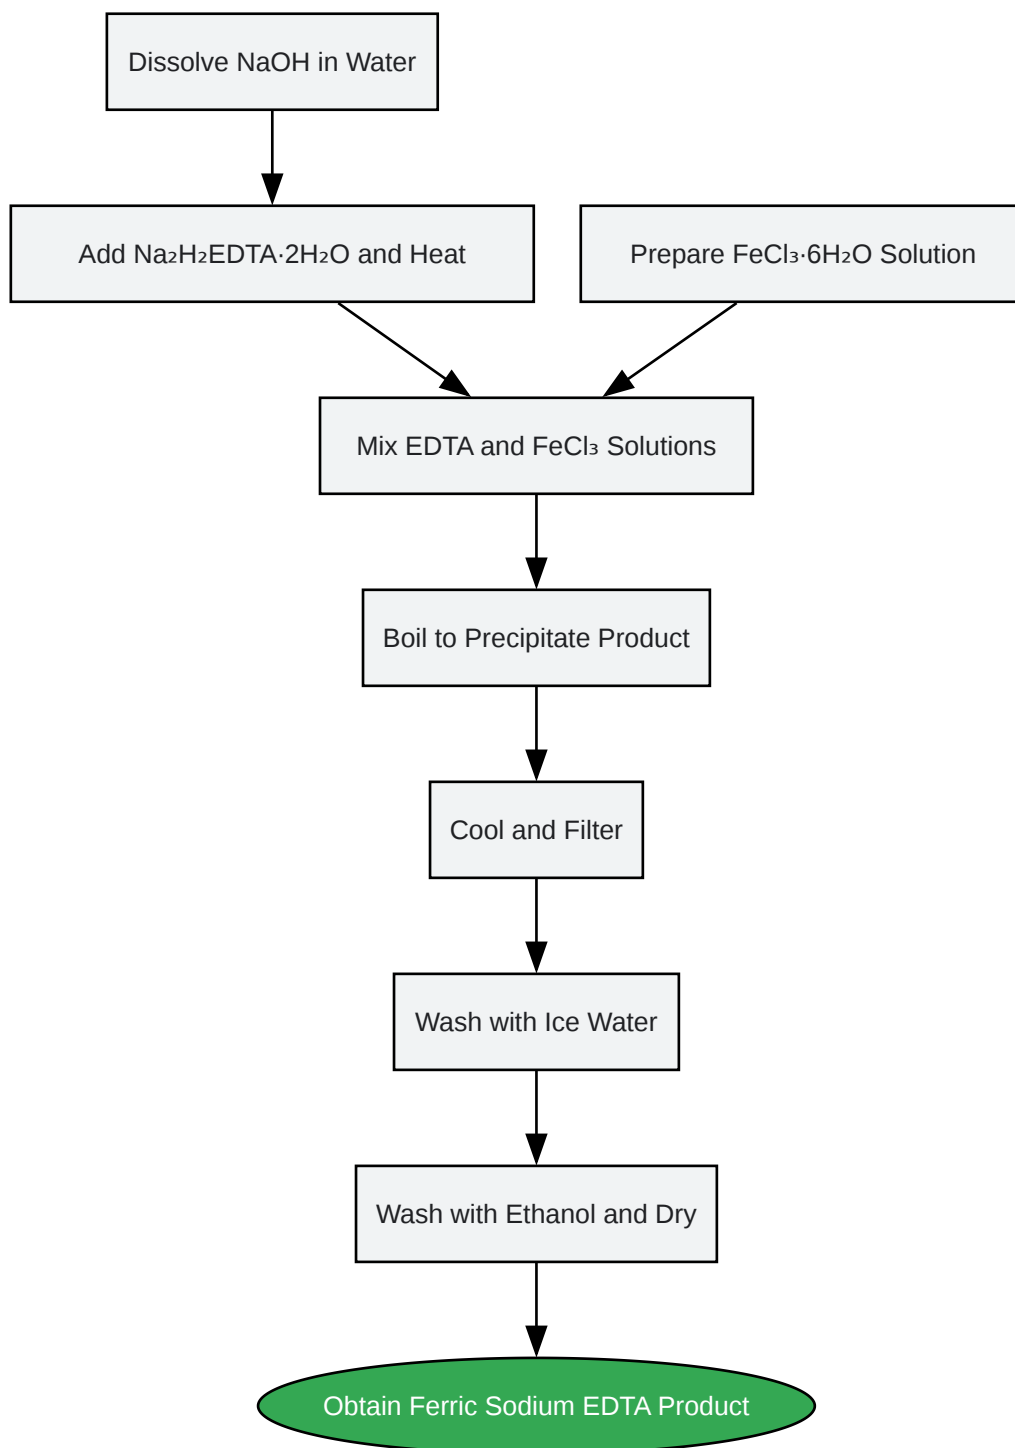 Dissolve NaOH in Water
Add Na₂H₂EDTA·2H₂O and Heat
Prepare FeCl₃·6H₂O Solution
Mix EDTA and FeCl₃ Solutions
Boil to Precipitate Product
Cool and Filter
Wash with Ice Water
Wash with Ethanol and Dry
Obtain Ferric Sodium EDTA Product